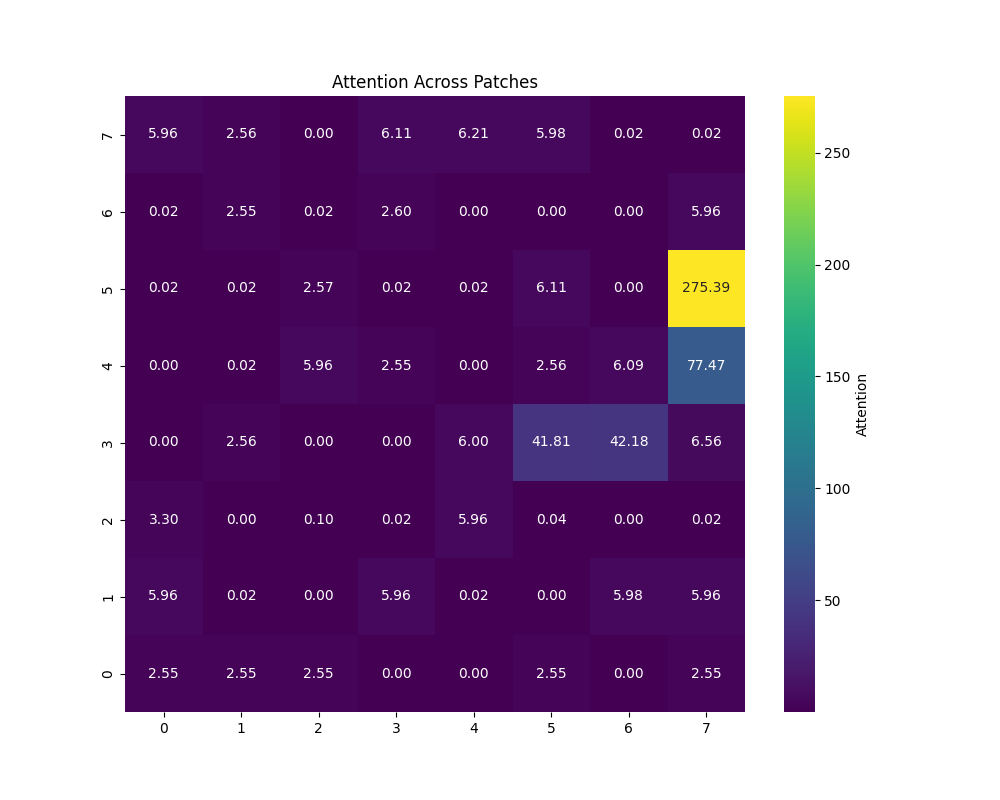 Attention Across Patches
7 5.96 2.56 0.00 6.11 6.21 5.98 0.02 0.02
6 0.02 2.55 0.02 2.60 0.00 0.00 0.00 5.96
5 0.02 0.02 2.57 0.02 0.02 6.11 0.00 275.39
4 0.00 0.02 5.96 2.55 0.00 2.56 6.09 77.47
3 0.00 2.56 0.00 0.00 6.00 41.81 42.18 6.56
2 3.30 0.00 0.10 0.02 5.96 0.04 0.00 0.02
1 5.96 0.02 0.00 5.96 0.02 0.00 5.98 5.96
0 2.55 2.55 2.55 0.00 0.00 2.55 0.00 2.55
0 1 2 3 4 5 6 7
250
200
150
100
50
Attention